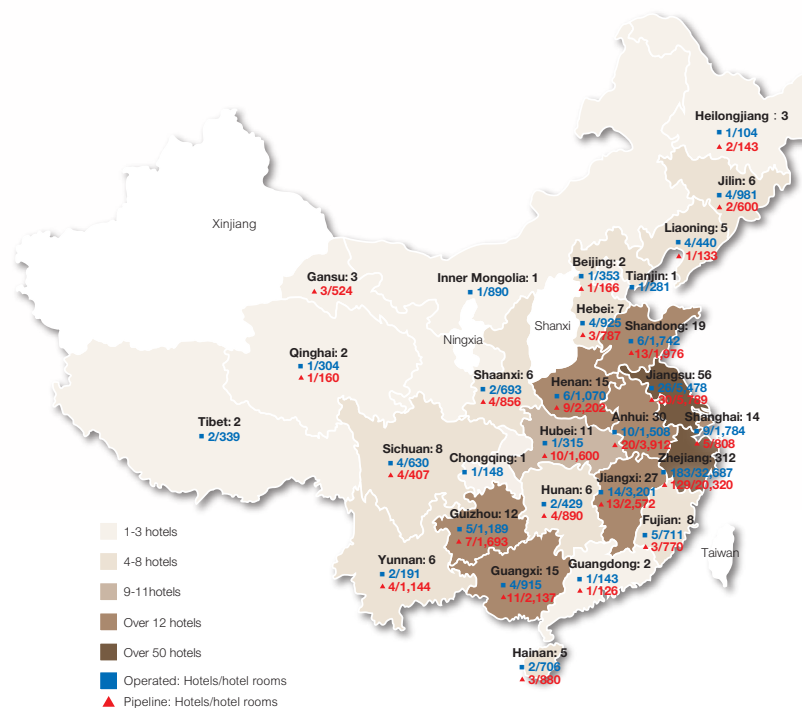 Heilongjiang : 3
1/104
2/143
Jilin: 6
4/981
2/600
Liaoning: 5
4/440
1/133
Xinjiang
Beijing: 2
1/353
1/166
Tianjin: 1
1/281
Gansu: 3
3/524
Inner Mongolia: 1
1/890
Hebei: 7
4/925
3/787
Shanxi
Ningxia
Shandong: 19
6/1,742
13/1,976
Qinghai: 2
1/304
1/160
Shaanxi: 6
2/693
4/856
Henan: 15
6/1,070
9/2,202
Jiangsu: 56
Anhui: 30
10/1,508
20/3,912
Shanghai: 14
9/1,784
5/808
Tibet: 2
2/339
Hubei: 11
1/315
10/1,600
Sichuan: 8
4/630
4/407
Chongqing: 1
1/148
Zhejiang: 312
183/32,687
129/20,320
Jiangxi: 27
14/3,201
13/2,572
Hunan: 6
2/429
4/890
Guizhou: 12
5/1,189
7/1,693
Fujian: 8
5/711
3/770
Taiwan
Yunnan: 6
2/191
4/1,144
Guangxi: 15
4/915
11/2,137
Guangdong: 2
1/143
1/126
Hainan: 5
2/706
3/880
1-3 hotels
4-8 hotels
9-11hotels
Over 12 hotels
Over 50 hotels
Operated: Hotels/hotel rooms
Pipeline: Hotels/hotel rooms